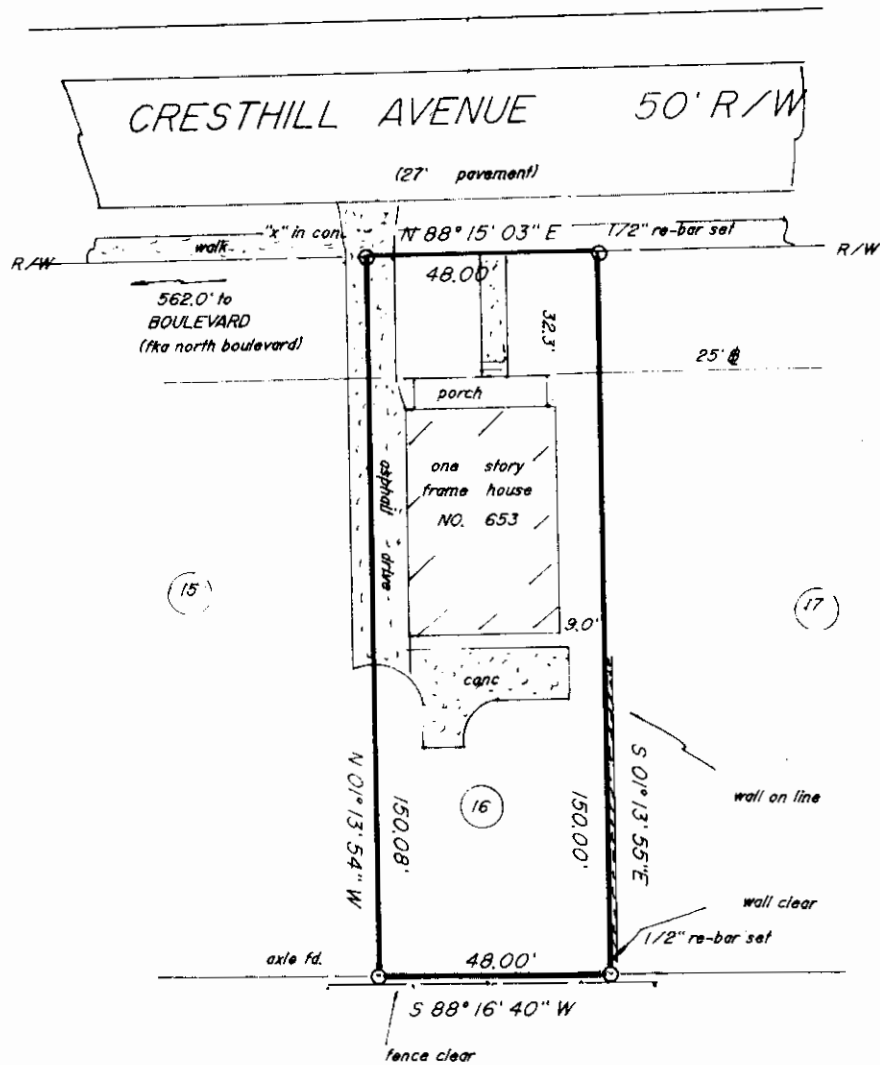 CRESTHILL AVENUE 50' R/W
(27' pavement)
"x" in conc
N 88° 15' 03" E
1/2" re-bar set
walk
R/W
R/W
48.00'
562.0' to
BOULEVARD
(fka north boulevard)
32.3'
25' BL
porch
one story
frame house
NO. 653
asphalt drive
15
17
9.0'
conc
N 01° 13' 54" W
150.08'
16
150.00'
S 01° 13' 55" E
wall on line
wall clear
1/2" re-bar set
axle fd.
48.00'
S 88° 16' 40" W
fence clear